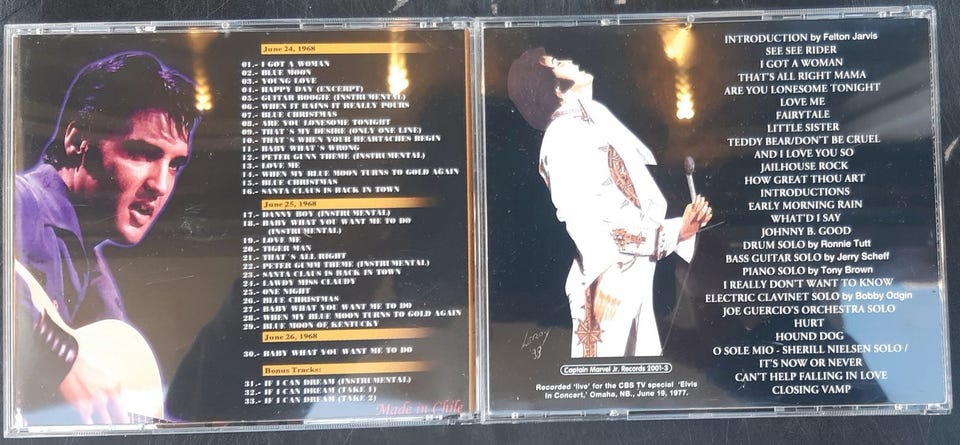 June 24, 1968
01.- I GOT A WOMAN
02.- BLUE MOON
03.- YOUNG LOVE
04.- HAPPY DAY (EXCERPT)
05.- GUITAR BOOGIE (INSTRUMENTAL)
06.- WHEN IT RAINS IT REALLY POURS
07.- BLUE CHRISTMAS
08.- ARE YOU LONESOME TONIGHT
09.- THAT´S MY DESIRE (ONLY ONE LINE)
10.- THAT´S WHEN YOUR HEARTACHES BEGIN
11.- BABY WHAT´S WRONG
12.- PETER GUNN THEME (INSTRUMENTAL)
13.- LOVE ME
14.- WHEN MY BLUE MOON TURNS TO GOLD AGAIN
15.- BLUE CHRISTMAS
16.- SANTA CLAUS IS BACK IN TOWN
June 25, 1968
17.- DANNY BOY (INSTRUMENTAL)
18.- BABY WHAT YOU WANT ME TO DO
(INSTRUMENTAL)
19.- LOVE ME
20.- TIGER MAN
21.- THAT´S ALL RIGHT
22.- PETER GUMM THEME (INSTRUMENTAL)
23.- SANTA CLAUS IS BACK IN TOWN
24.- LAWDY MISS CLAUDY
25.- ONE NIGHT
26.- BLUE CHRISTMAS
27.- BABY WHAT YOU WANT ME TO DO
28.- WHEN MY BLUE MOON TURNS TO GOLD AGAIN
29.- BLUE MOON OF KENTUCKY
June 26, 1968
30.- BABY WHAT YOU WANT ME TO DO
Bonus Tracks:
31.- IF I CAN DREAM (INSTRUMENTAL)
32.- IF I CAN DREAM (TAKE 1)
33.- IF I CAN DREAM (TAKE 2)
Made in Chile
'93
Captain Marvel Jr. Records 2001-3
Recorded 'live' for the CBS TV special 'Elvis
In Concert,' Omaha, NB., June 19, 1977.
INTRODUCTION by Felton Jarvis
SEE SEE RIDER
I GOT A WOMAN
THAT'S ALL RIGHT MAMA
ARE YOU LONESOME TONIGHT
LOVE ME
FAIRYTALE
LITTLE SISTER
TEDDY BEAR/DON'T BE CRUEL
AND I LOVE YOU SO
JAILHOUSE ROCK
HOW GREAT THOU ART
INTRODUCTIONS
EARLY MORNING RAIN
WHAT'D I SAY
JOHNNY B. GOOD
DRUM SOLO by Ronnie Tutt
BASS GUITAR SOLO by Jerry Scheff
PIANO SOLO by Tony Brown
I REALLY DON'T WANT TO KNOW
ELECTRIC CLAVINET SOLO by Bobby Odgin
JOE GUERCIO'S ORCHESTRA SOLO
HURT
HOUND DOG
O SOLE MIO - SHERILL NIELSEN SOLO /
IT'S NOW OR NEVER
CAN'T HELP FALLING IN LOVE
CLOSING VAMP